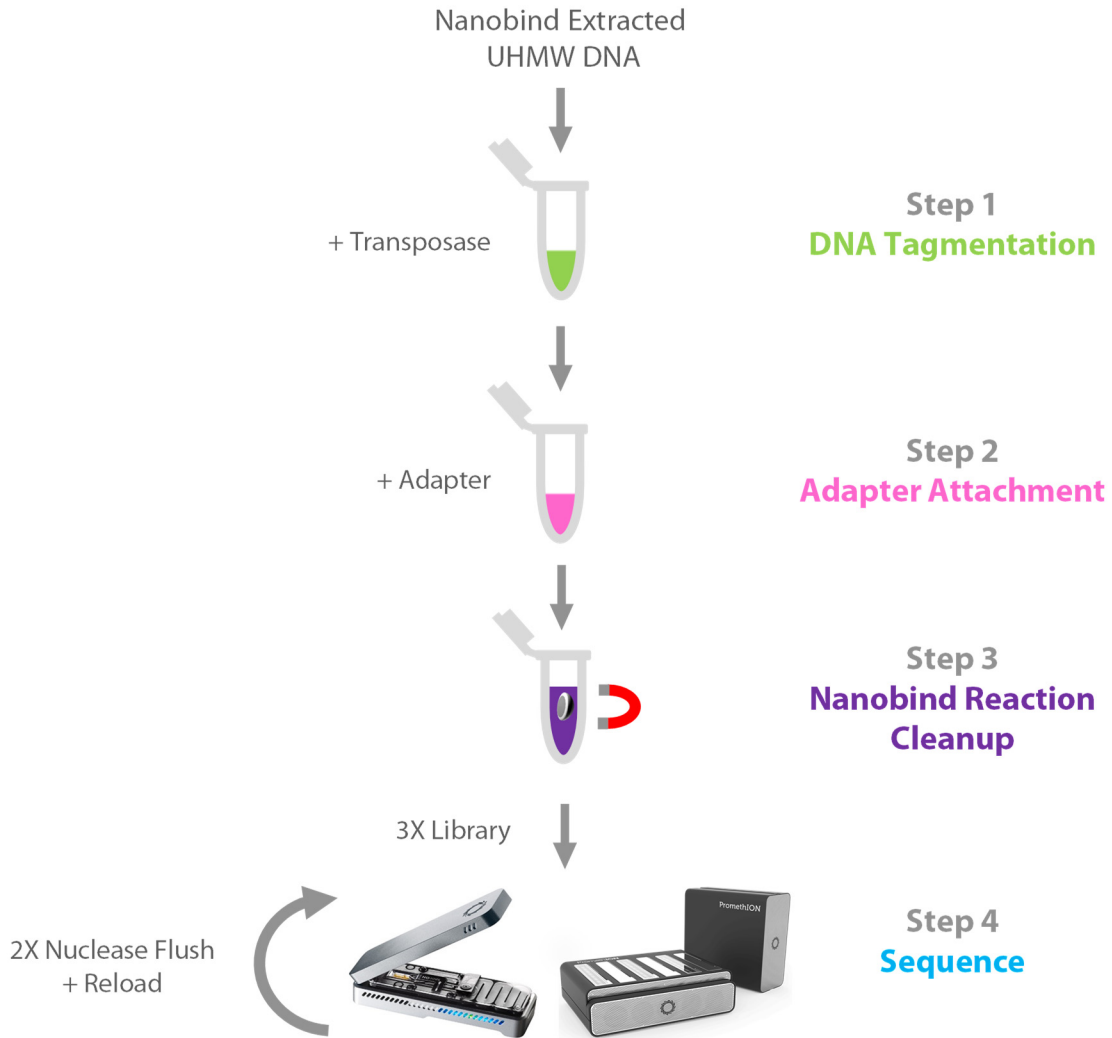 Nanobind Extracted
UHMW DNA
+ Transposase
Step 1
DNA Tagmentation
+ Adapter
Step 2
Adapter Attachment
Step 3
Nanobind Reaction
Cleanup
3X Library
2X Nuclease Flush
+ Reload
PromethION
Step 4
Sequence